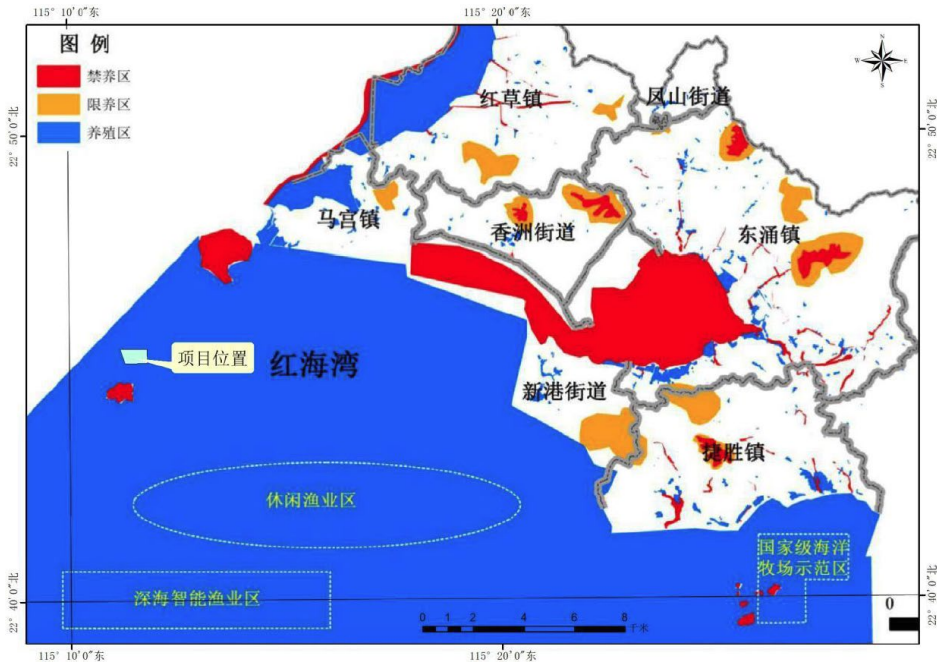 115° 10′0″东
115° 20′0″东
图 例
禁养区
限养区
养殖区
N
W
E
S
22° 50′0″北
22° 50′0″北
红草镇
凤山街道
马宫镇
香洲街道
东涌镇
项目位置
红海湾
新港街道
捷胜镇
休闲渔业区
国家级海洋
牧场示范区
深海智能渔业区
22° 40′0″北
22° 40′0″北
0 1 2 4 6 8
千米
0
115° 10′0″东
115° 20′0″东